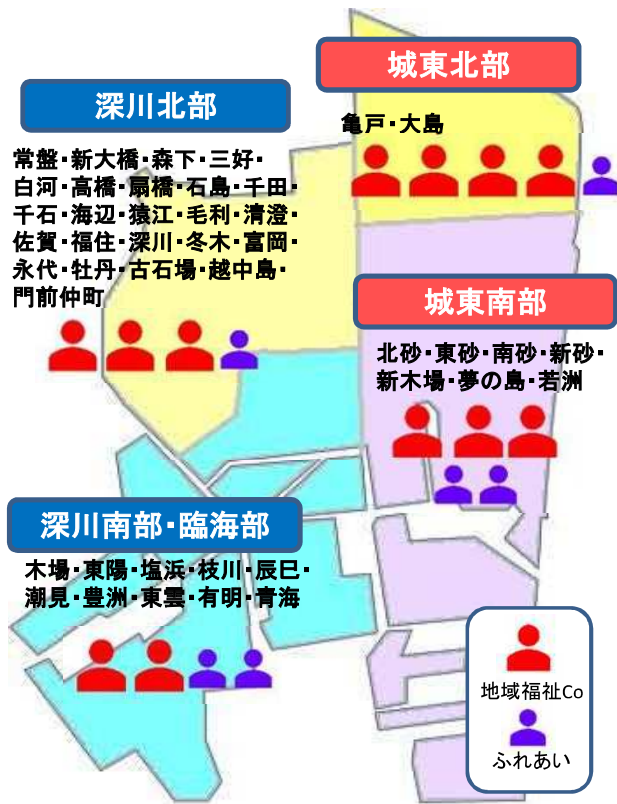 城東北部
亀戸・大島
深川北部
常盤・新大橋・森下・三好・
白河・高橋・扇橋・石島・千田・
千石・海辺・猿江・毛利・清澄・
佐賀・福住・深川・冬木・富岡・
永代・牡丹・古石場・越中島・
門前仲町
城東南部
北砂・東砂・南砂・新砂・
新木場・夢の島・若洲
深川南部・臨海部
木場・東陽・塩浜・枝川・辰巳・
潮見・豊洲・東雲・有明・青海
地域福祉Co
ふれあい